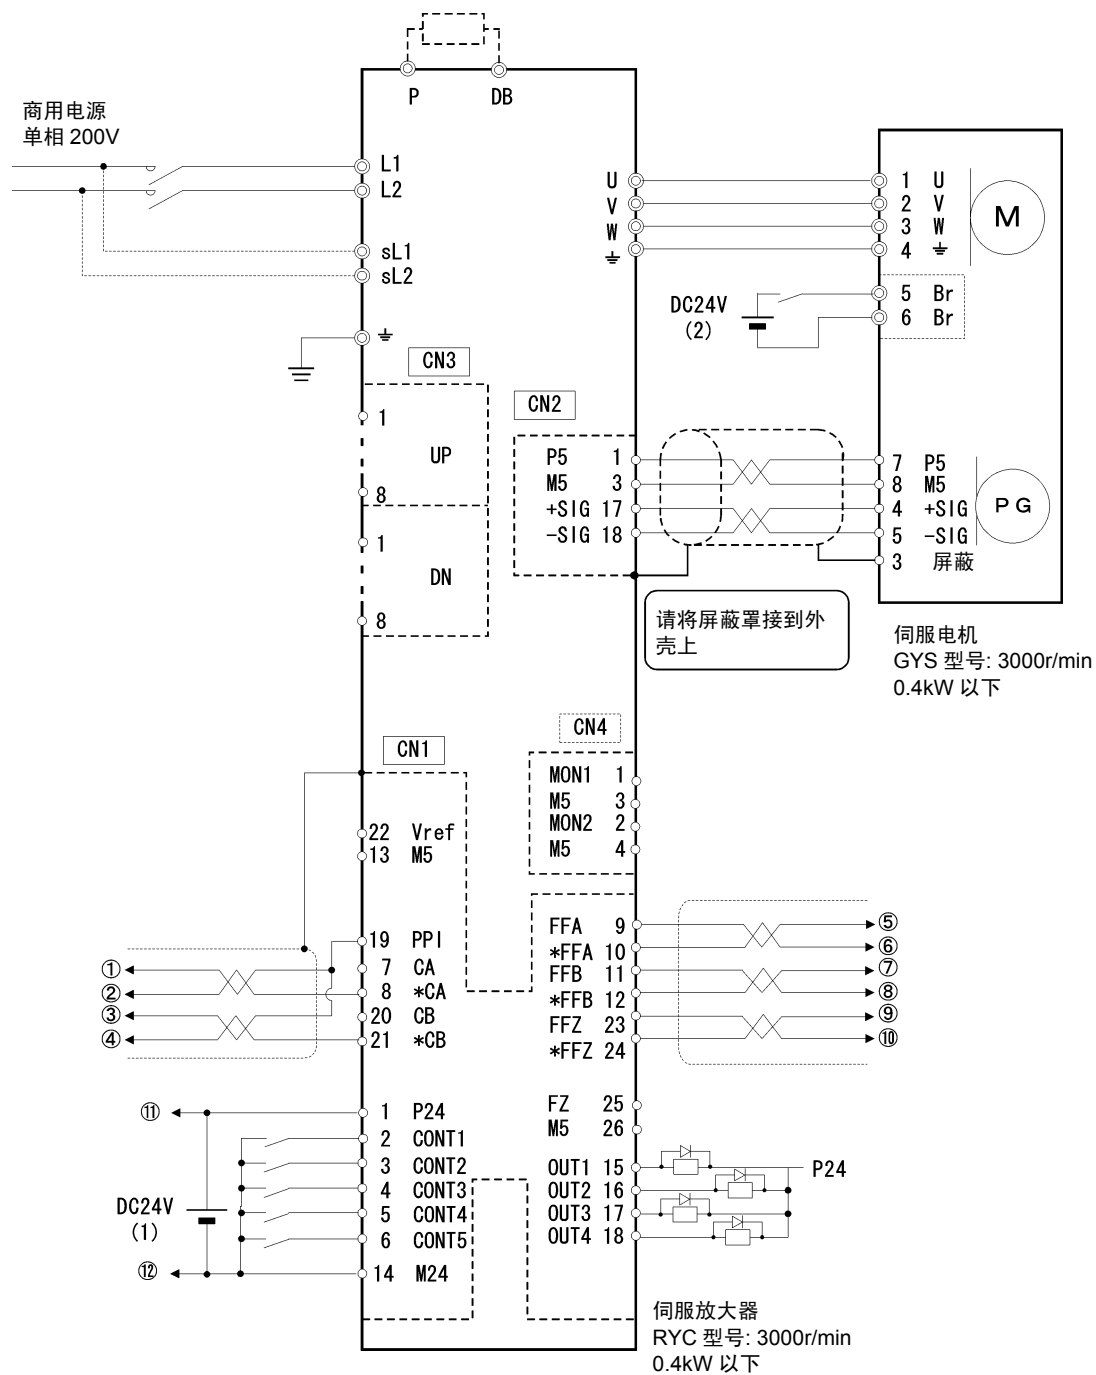 P DB
商用电源
单相 200V
L1
L2
sL1
sL2
U
V
W
1 U
2 V
3 W
4
M
5 Br
6 Br
DC24V
(2)
CN3
1
UP
8
1
DN
8
CN2
P5 1
M5 3
+SIG 17
-SIG 18
7 P5
8 M5
4 +SIG
5 -SIG
3 屏蔽
PG
请将屏蔽罩接到外
壳上
伺服电机
GYS 型号: 3000r/min
0.4kW 以下
CN4
MON1 1
M5 3
MON2 2
M5 4
CN1
22 Vref
13 M5
19 PPI
7 CA
8 *CA
20 CB
21 *CB
①
②
③
④
FFA 9
*FFA 10
FFB 11
*FFB 12
FFZ 23
*FFZ 24
⑤
⑥
⑦
⑧
⑨
⑩
FZ 25
M5 26
OUT1 15
OUT2 16
OUT3 17
OUT4 18
P24
⑪
1 P24
2 CONT1
3 CONT2
4 CONT3
5 CONT4
6 CONT5
14 M24
DC24V
(1)
⑫
伺服放大器
RYC 型号: 3000r/min
0.4kW 以下